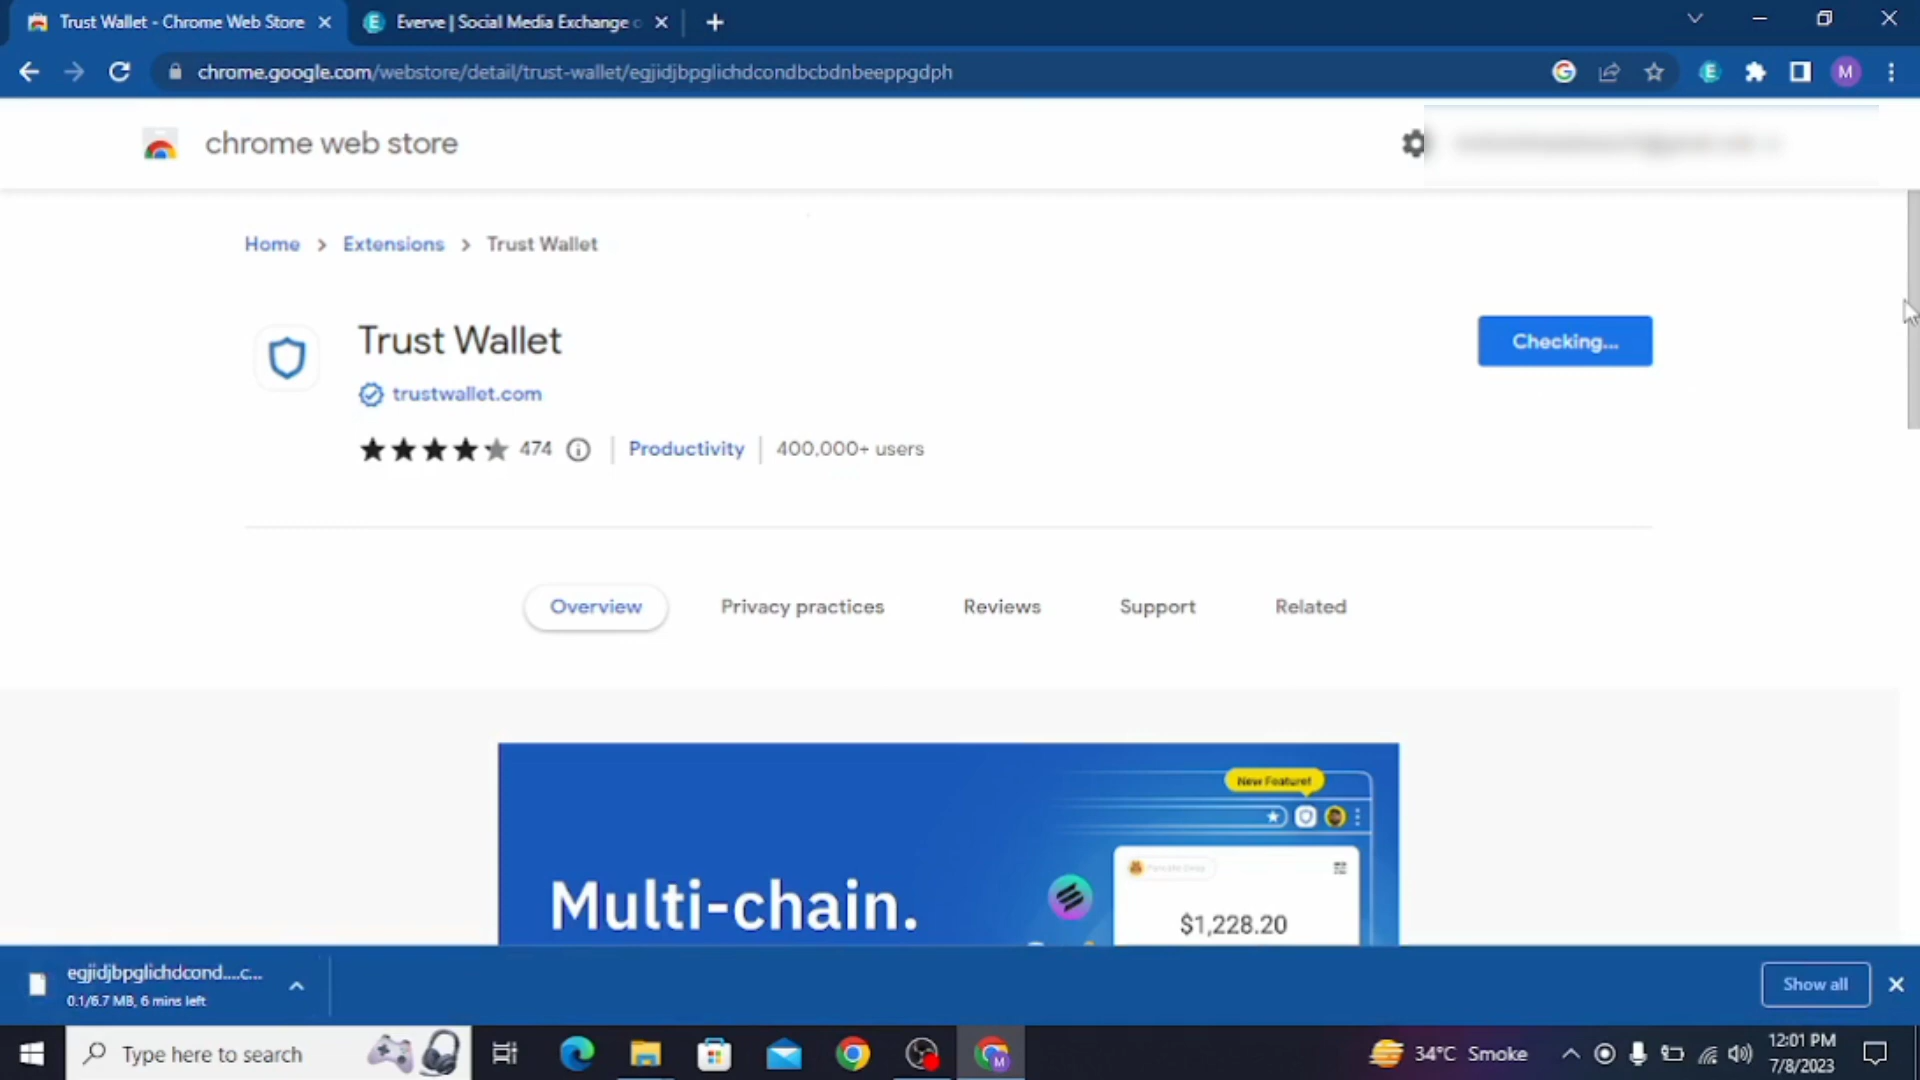 Trust Wallet - Chrome Web Store
Everve | Social Media Exchange
chrome.google.com/webstore/detail/trust-wallet/egjidjbpglichdcondbcbdnbeeppgdph
M
chrome web store
Home > Extensions > Trust Wallet
Trust Wallet
Checking...
trustwallet.com
474 | Productivity | 400,000+ users
Overview
Privacy practices
Reviews
Support
Related
New Feature!
Multi-chain.
$1,228.20
egjidjbpglichdcond....c...
0.1/6.7 MB, 6 mins left
Show all
Type here to search
34°C Smoke
12:01 PM
7/8/2023